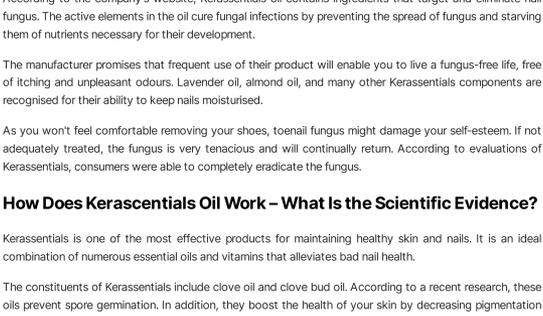 According to the company's website, Kerassentials oil contains ingredients that target and eliminate nail
fungus. The active elements in the oil cure fungal infections by preventing the spread of fungus and starving
them of nutrients necessary for their development.
The manufacturer promises that frequent use of their product will enable you to live a fungus-free life, free
of itching and unpleasant odours. Lavender oil, almond oil, and many other Kerassentials components are
recognised for their ability to keep nails moisturised.
As you won't feel comfortable removing your shoes, toenail fungus might damage your self-esteem. If not
adequately treated, the fungus is very tenacious and will continually return. According to evaluations of
Kerassentials, consumers were able to completely eradicate the fungus.
How Does Kerascentials Oil Work – What Is the Scientific Evidence?
Kerassentials is one of the most effective products for maintaining healthy skin and nails. It is an ideal
combination of numerous essential oils and vitamins that alleviates bad nail health.
The constituents of Kerassentials include clove oil and clove bud oil. According to a recent research, these
oils prevent spore germination. In addition, they boost the health of your skin by decreasing pigmentation